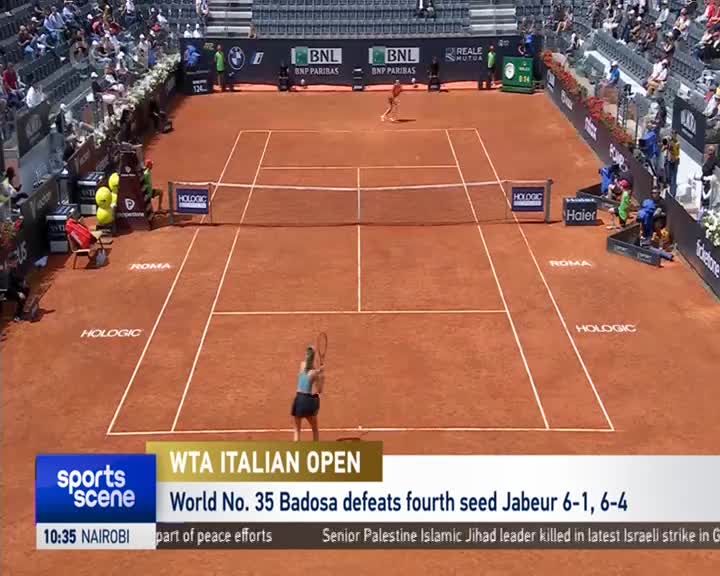 BNL
BNP PARIBAS
BNL
BNP PARIBAS
REALE
MUTUA
HOLOGIC
HOLOGIC
Haier
ROMA
ROMA
HOLOGIC
HOLOGIC
WTA ITALIAN OPEN
sports
scene
World No. 35 Badosa defeats fourth seed Jabeur 6-1, 6-4
10:35 NAIROBI
part of peace efforts Senior Palestine Islamic Jihad leader killed in latest Israeli strike in G